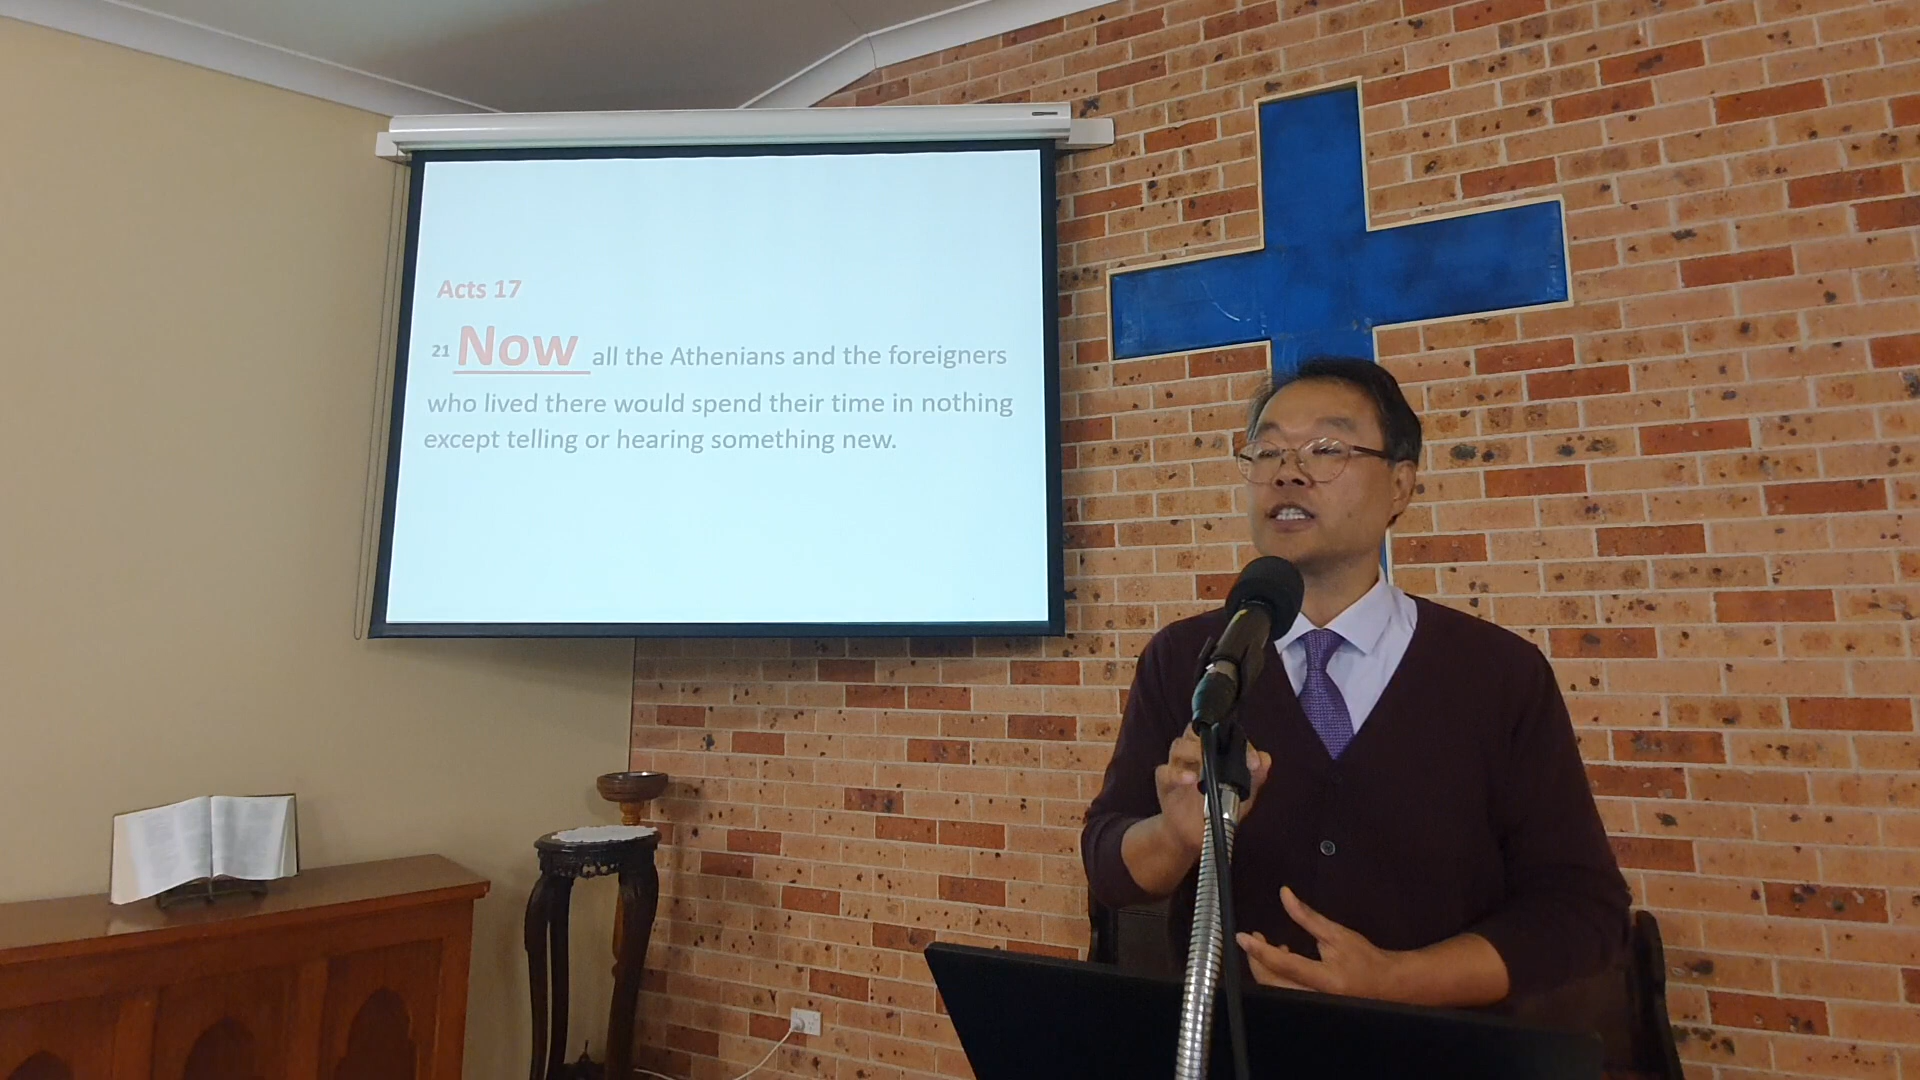 Acts 17
21 Now all the Athenians and the foreigners
who lived there would spend their time in nothing
except telling or hearing something new.